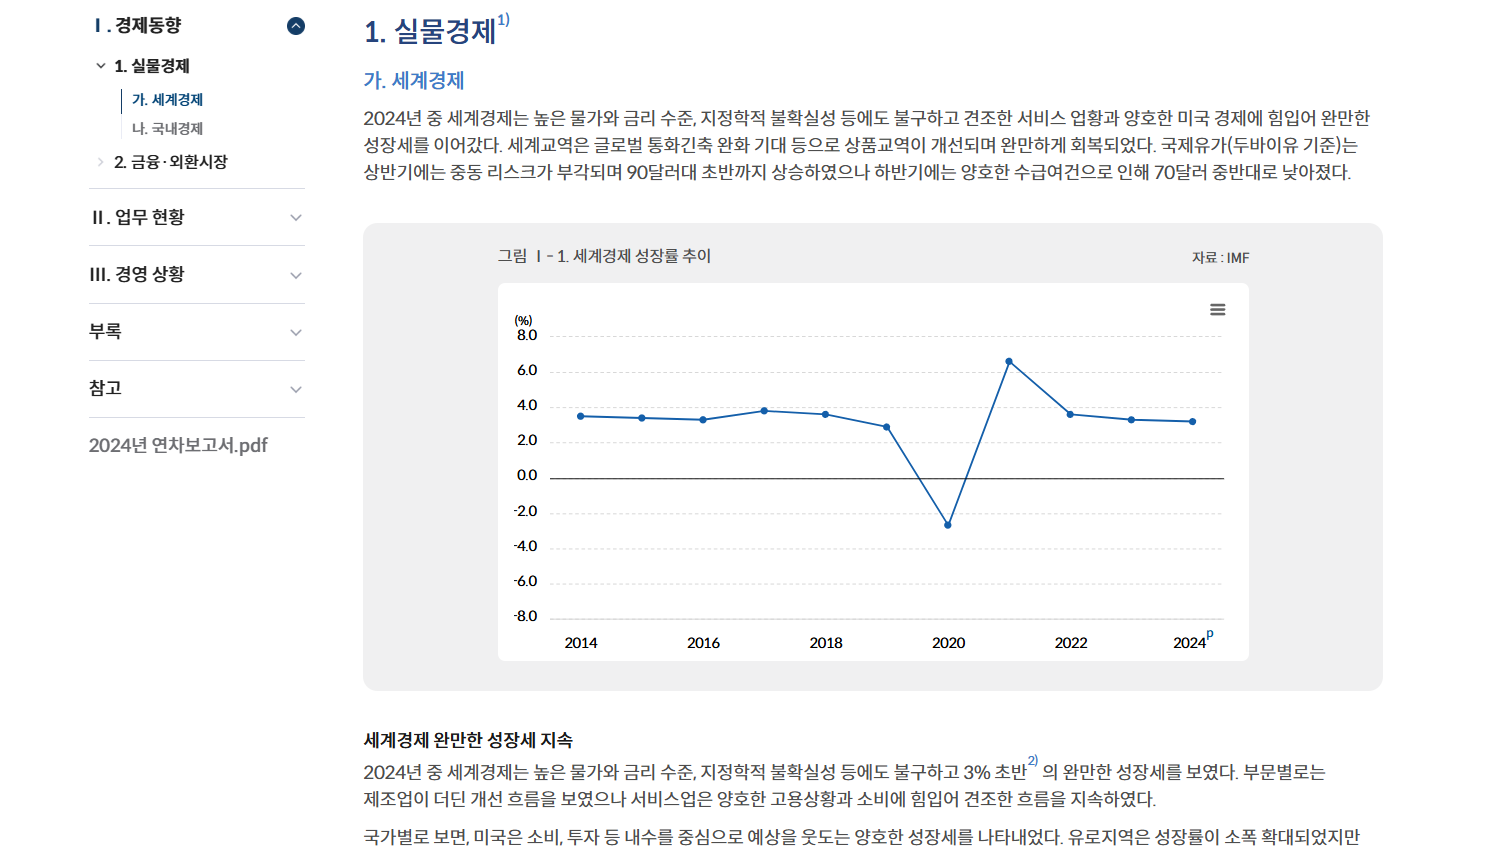 Ⅰ. 경제동향
1. 실물경제
가. 세계경제
나. 국내경제
2. 금융·외환시장
Ⅱ. 업무 현황
III. 경영 상황
부록
참고
2024년 연차보고서.pdf
1. 실물경제1)
가. 세계경제
2024년 중 세계경제는 높은 물가와 금리 수준, 지정학적 불확실성 등에도 불구하고 견조한 서비스 업황과 양호한 미국 경제에 힘입어 완만한
성장세를 이어갔다. 세계교역은 글로벌 통화긴축 완화 기대 등으로 상품교역이 개선되며 완만하게 회복되었다. 국제유가(두바이유 기준)는
상반기에는 중동 리스크가 부각되며 90달러대 초반까지 상승하였으나 하반기에는 양호한 수급여건으로 인해 70달러 중반대로 낮아졌다.
그림 Ⅰ- 1. 세계경제 성장률 추이
자료 : IMF
(%)
8.0
6.0
4.0
2.0
0.0
-2.0
-4.0
-6.0
-8.0
2014 2016 2018 2020 2022 2024p
세계경제 완만한 성장세 지속
2024년 중 세계경제는 높은 물가와 금리 수준, 지정학적 불확실성 등에도 불구하고 3% 초반2) 의 완만한 성장세를 보였다. 부문별로는
제조업이 더딘 개선 흐름을 보였으나 서비스업은 양호한 고용상황과 소비에 힘입어 견조한 흐름을 지속하였다.
국가별로 보면, 미국은 소비, 투자 등 내수를 중심으로 예상을 웃도는 양호한 성장세를 나타내었다. 유로지역은 성장률이 소폭 확대되었지만